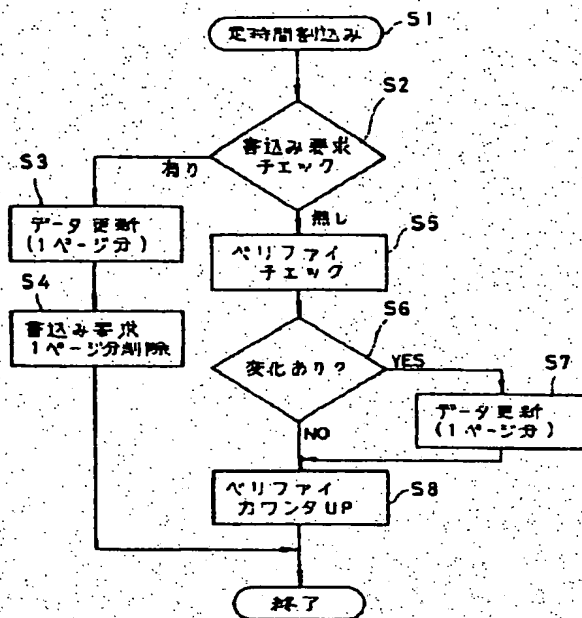 定時間割込み
S1
S2
書込み要求
チェック
有り
無し
S3
データ更新
(1ページ分)
S4
書込み要求
1ページ分削除
S5
ベリファイ
チェック
S6
変化あり?
YES
NO
S7
データ更新
(1ページ分)
S8
ベリファイ
カウンタUP
終了